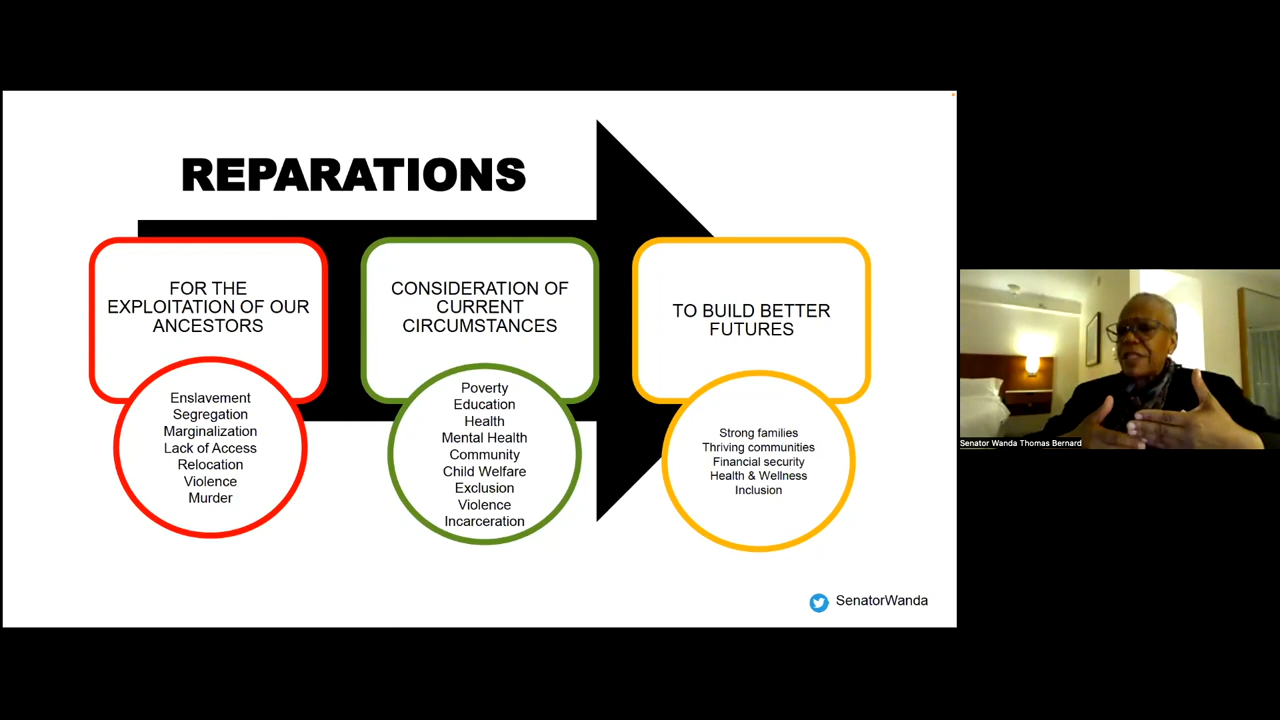 REPARATIONS
FOR THE
EXPLOITATION OF OUR
ANCESTORS
Enslavement
Segregation
Marginalization
Lack of Access
Relocation
Violence
Murder
CONSIDERATION OF
CURRENT
CIRCUMSTANCES
Poverty
Education
Health
Mental Health
Community
Child Welfare
Exclusion
Violence
Incarceration
TO BUILD BETTER
FUTURES
Strong families
Thriving communities
Financial security
Health & Wellness
Inclusion
SenatorWanda
Senator Wanda Thomas Bernard